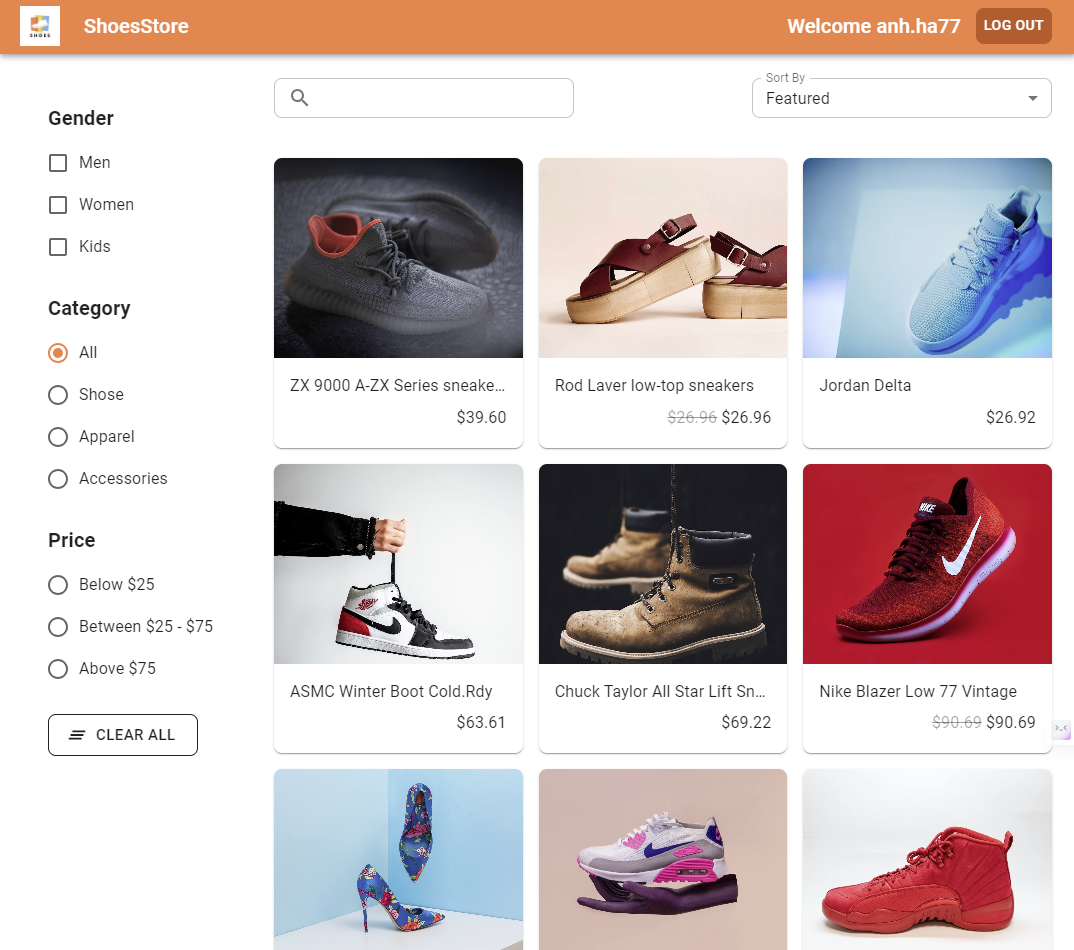 SHOES
ShoesStore
Welcome anh.ha77
LOG OUT
Sort By
Featured
Gender
Men
Women
Kids
Category
All
Shose
Apparel
Accessories
Price
Below $25
Between $25 - $75
Above $75
CLEAR ALL
ZX 9000 A-ZX Series sneake...
$39.60
Rod Laver low-top sneakers
$26.96 $26.96
Jordan Delta
$26.92
NIKE
ASMC Winter Boot Cold.Rdy
$63.61
Chuck Taylor All Star Lift Sn...
$69.22
Nike Blazer Low 77 Vintage
$90.69 $90.69